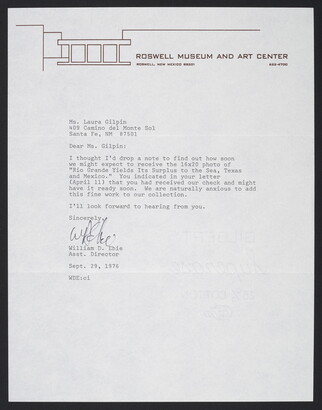 ROSWELL MUSEUM AND ART CENTER
ROSWELL, NEW MEXICO 88201 622-4700
Ms. Laura Gilpin
409 Camino del Monte Sol
Santa Fe, NM 87501
Dear Ms. Gilpin:
I thought I'd drop a note to find out how soon
we might expect to receive the 16x20 photo of
"Rio Grande Yields Its Surplus to the Sea, Texas
and Mexico." You indicated in your letter
(April 11) that you had received our check and might
have it ready soon. We are naturally anxious to add
this fine work to our collection.
I'll look forward to hearing from you.
Sincerely,
William D. Ebie
Asst. Director
Sept. 29, 1976
WDE:ci